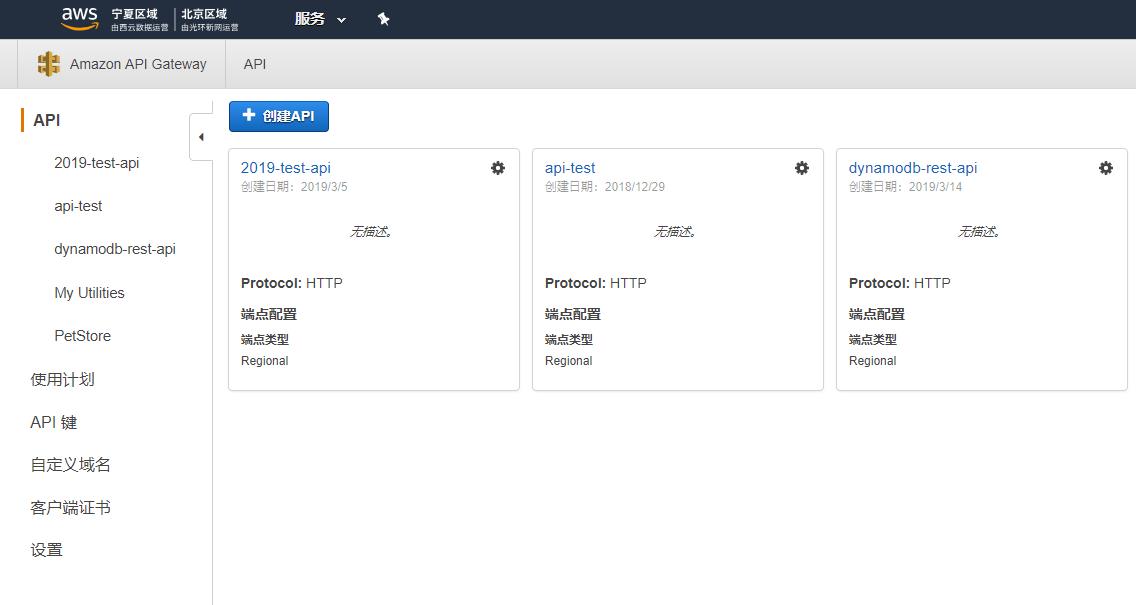 aws 宁夏区域 北京区域
由西云数据运营 由光环新网运营
服务
Amazon API Gateway
API
API
2019-test-api
api-test
dynamodb-rest-api
My Utilities
PetStore
使用计划
API 键
自定义域名
客户端证书
设置
创建API
2019-test-api
创建日期：2019/3/5
无描述。
Protocol: HTTP
端点配置
端点类型
Regional
api-test
创建日期：2018/12/29
无描述。
Protocol: HTTP
端点配置
端点类型
Regional
dynamodb-rest-api
创建日期：2019/3/14
无描述。
Protocol: HTTP
端点配置
端点类型
Regional